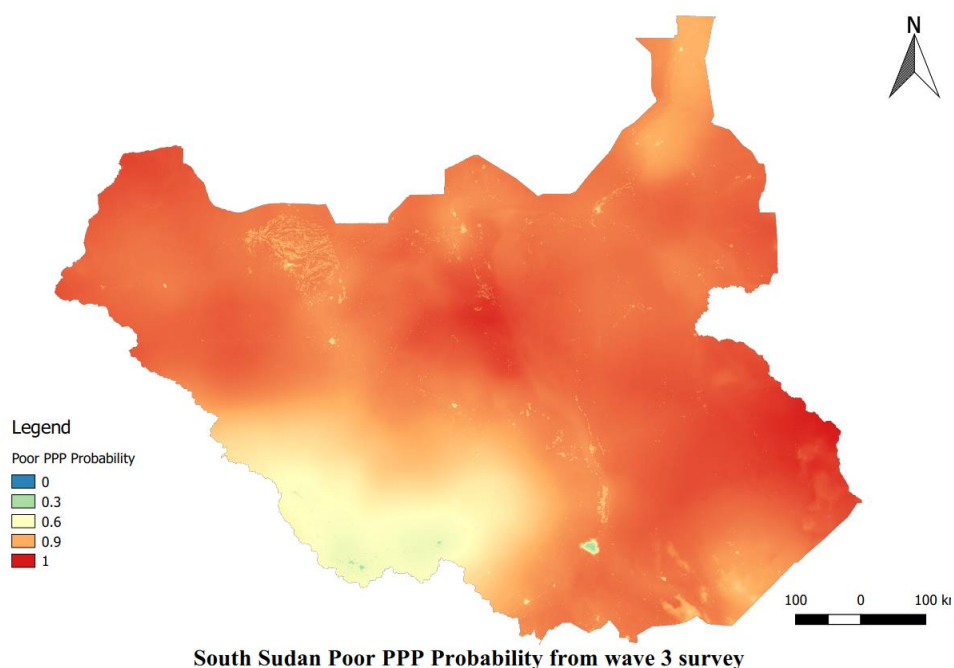 N
Legend
Poor PPP Probability
0
0.3
0.6
0.9
1
100 0 100 k
South Sudan Poor PPP Probability from wave 3 survey